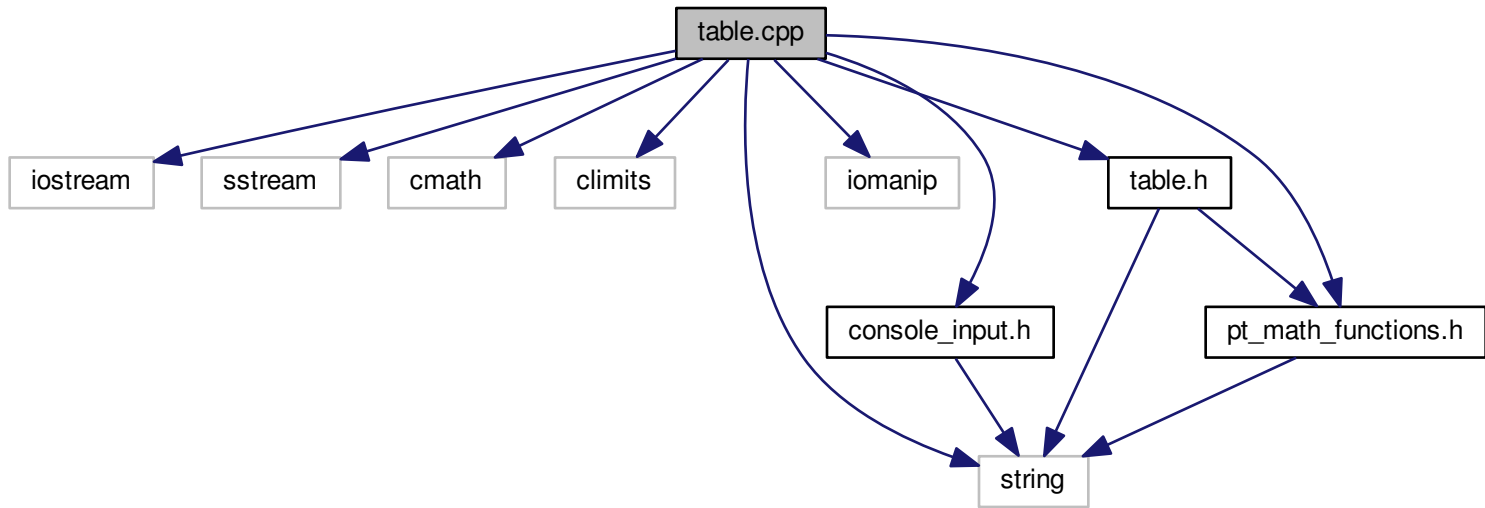 table.cpp
iostream
sstream
cmath
climits
iomanip
table.h
console_input.h
pt_math_functions.h
string